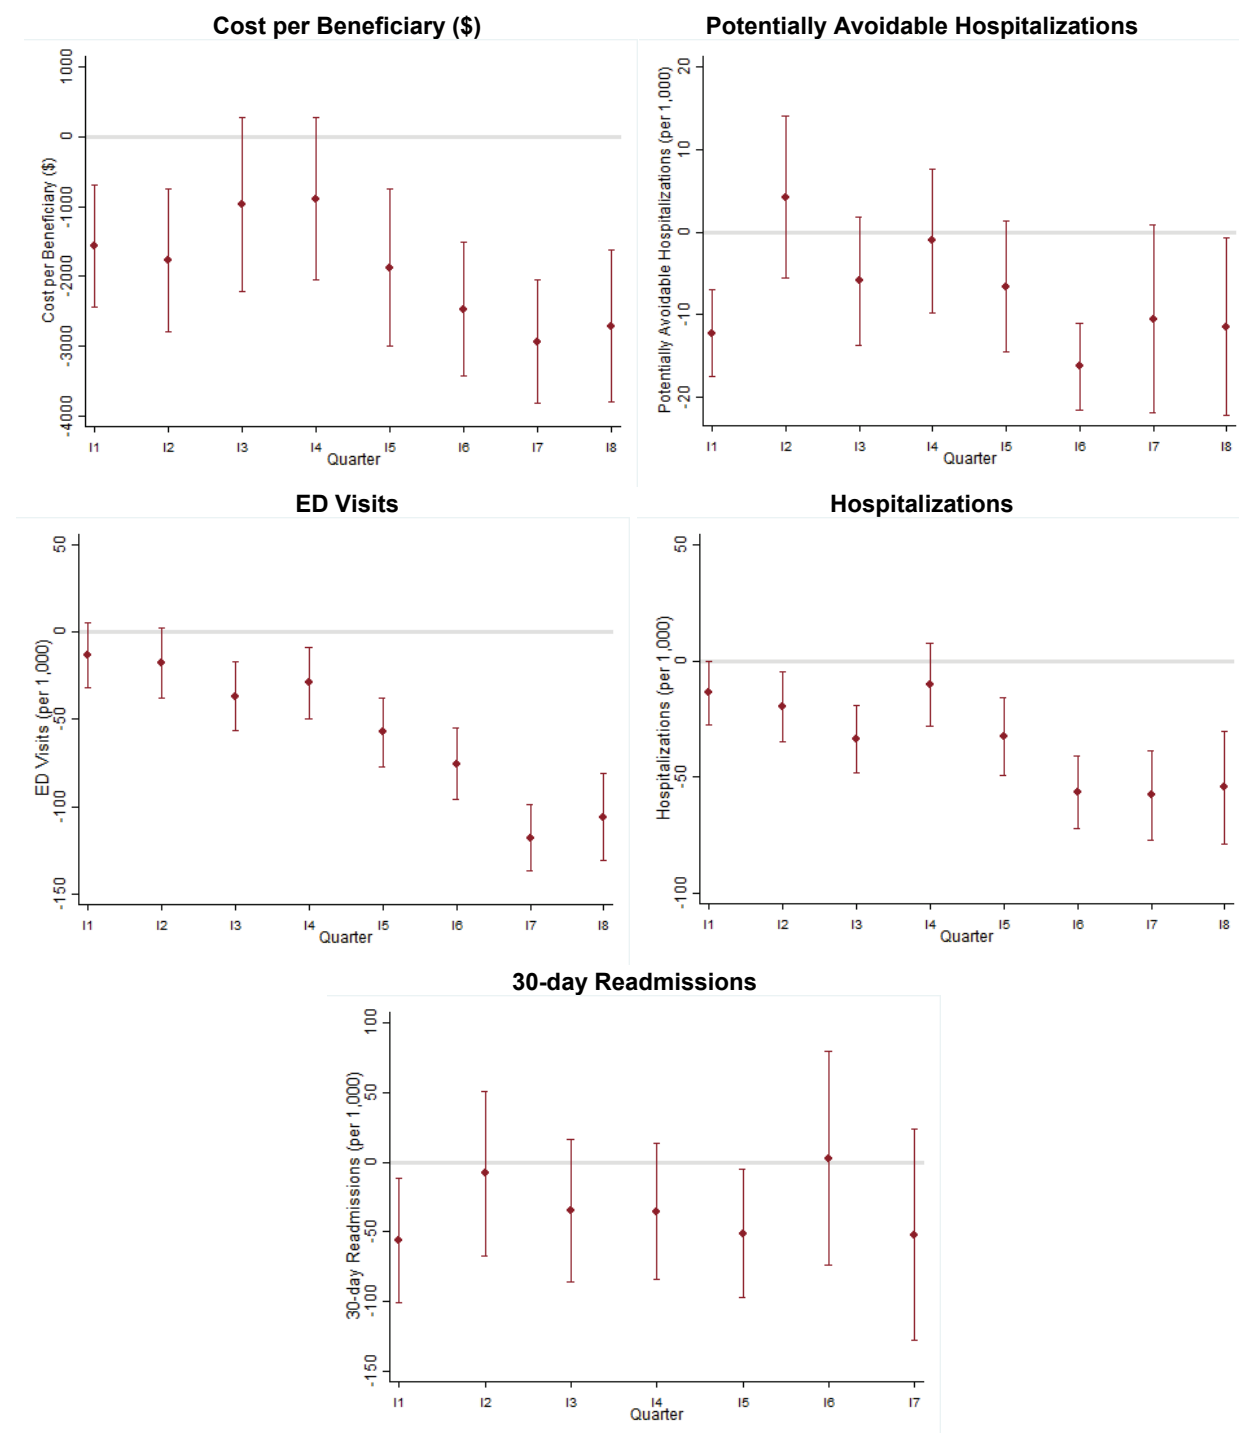 Cost per Beneficiary ($)
Cost per Beneficiary ($)
1000
0
-1000
-2000
-3000
-4000
I1 I2 I3 I4 I5 I6 I7 I8
Quarter
Potentially Avoidable Hospitalizations
Potentially Avoidable Hospitalizations (per 1,000)
20
10
0
-10
-20
I1 I2 I3 I4 I5 I6 I7 I8
Quarter
ED Visits
ED Visits (per 1,000)
50
0
-50
-100
-150
I1 I2 I3 I4 I5 I6 I7 I8
Quarter
Hospitalizations
Hospitalizations (per 1,000)
50
0
-50
-100
I1 I2 I3 I4 I5 I6 I7 I8
Quarter
30-day Readmissions
30-day Readmissions (per 1,000)
100
50
0
-50
-100
-150
I1 I2 I3 I4 I5 I6 I7
Quarter